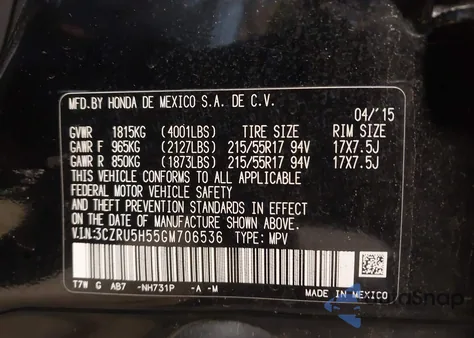 MFD.BY HONDA DE MEXICO S.A. DE C.V.
04/'15
GVWR 1815KG (4001LBS) TIRE SIZE RIM SIZE
GAWR F 965KG (2127LBS) 215/55R17 94V 17X7.5J
GAWR R 850KG (1873LBS) 215/55R17 94V 17X7.5J
THIS VEHICLE CONFORMS TO ALL APPLICABLE
FEDERAL MOTOR VEHICLE SAFETY
AND THEFT PREVENTION STANDARDS IN EFFECT
ON THE DATE OF MANUFACTURE SHOWN ABOVE.
V.I.N:3CZRU5H55GM706536 TYPE: MPV
T7W G AB7 -NH731P -A -M
MADE IN MEXICO